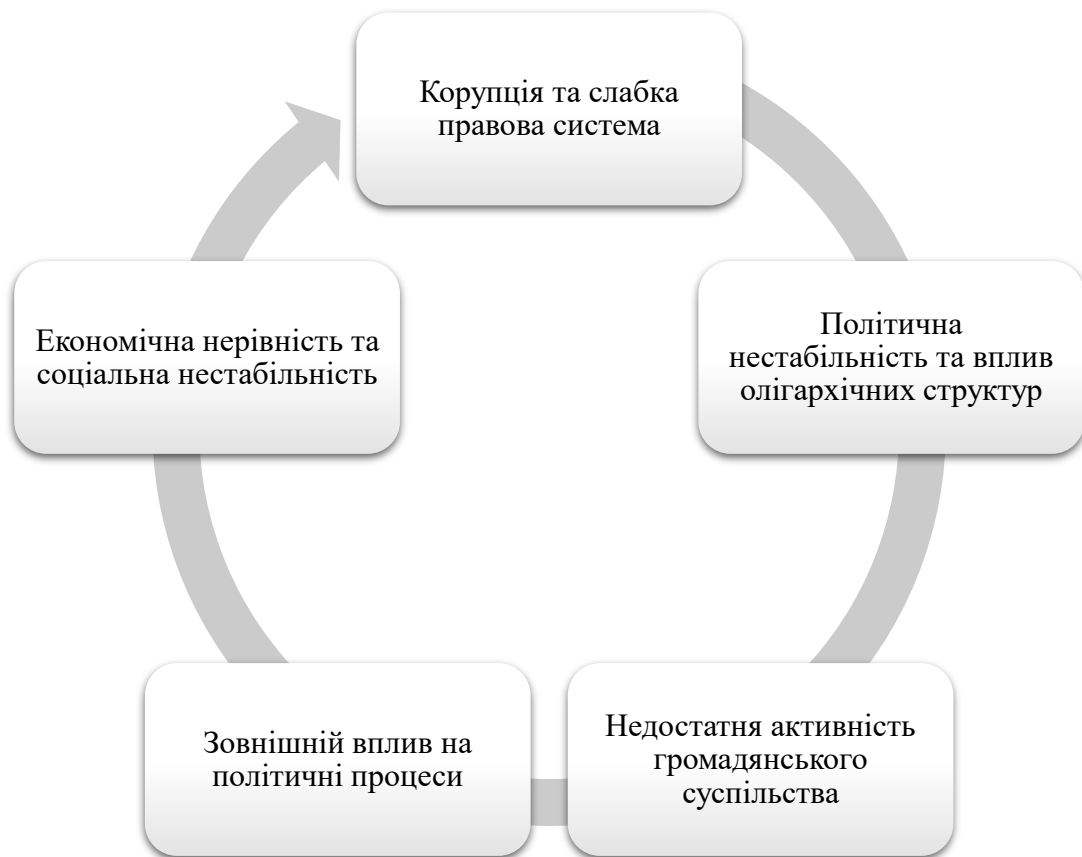 Корупція та слабка
правова система
Політична
нестабільність та вплив
олігархічних структур
Недостатня активність
громадянського
суспільства
Зовнішній вплив на
політичні процеси
Економічна нерівність та
соціальна нестабільність